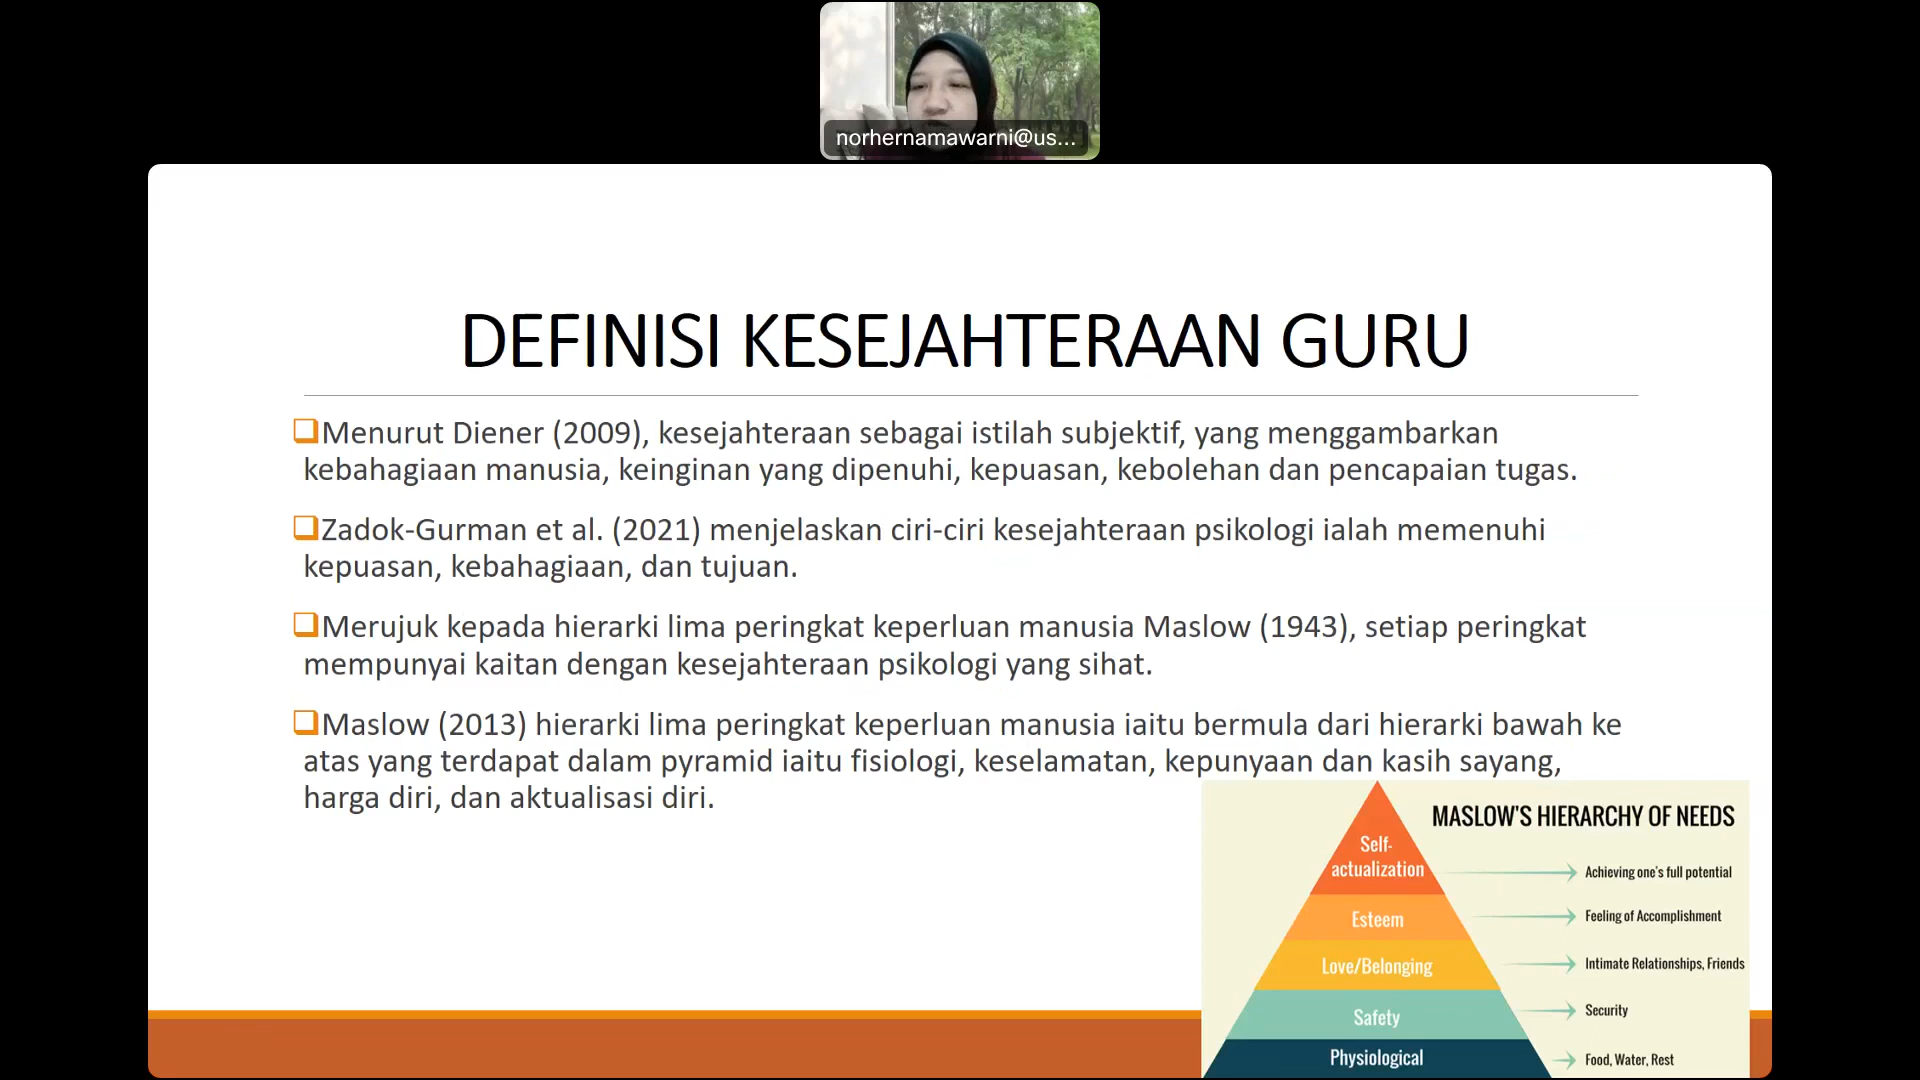 norhernamawarni@us...
DEFINISI KESEJAHTERAAN GURU
Menurut Diener (2009), kesejahteraan sebagai istilah subjektif, yang menggambarkan
kebahagiaan manusia, keinginan yang dipenuhi, kepuasan, kebolehan dan pencapaian tugas.
Zadok-Gurman et al. (2021) menjelaskan ciri-ciri kesejahteraan psikologi ialah memenuhi
kepuasan, kebahagiaan, dan tujuan.
Merujuk kepada hierarki lima peringkat keperluan manusia Maslow (1943), setiap peringkat
mempunyai kaitan dengan kesejahteraan psikologi yang sihat.
Maslow (2013) hierarki lima peringkat keperluan manusia iaitu bermula dari hierarki bawah ke
atas yang terdapat dalam pyramid iaitu fisiologi, keselamatan, kepunyaan dan kasih sayang,
harga diri, dan aktualisasi diri.
MASLOW'S HIERARCHY OF NEEDS
Self-
actualization
Achieving one's full potential
Esteem
Feeling of Accomplishment
Love/Belonging
Intimate Relationships, Friends
Safety
Security
Physiological
Food, Water, Rest